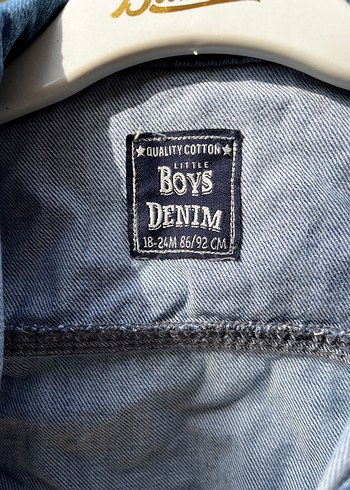 ★QUALITY COTTON★
LITTLE
BOYS
DENIM
18-24M 86/92 CM